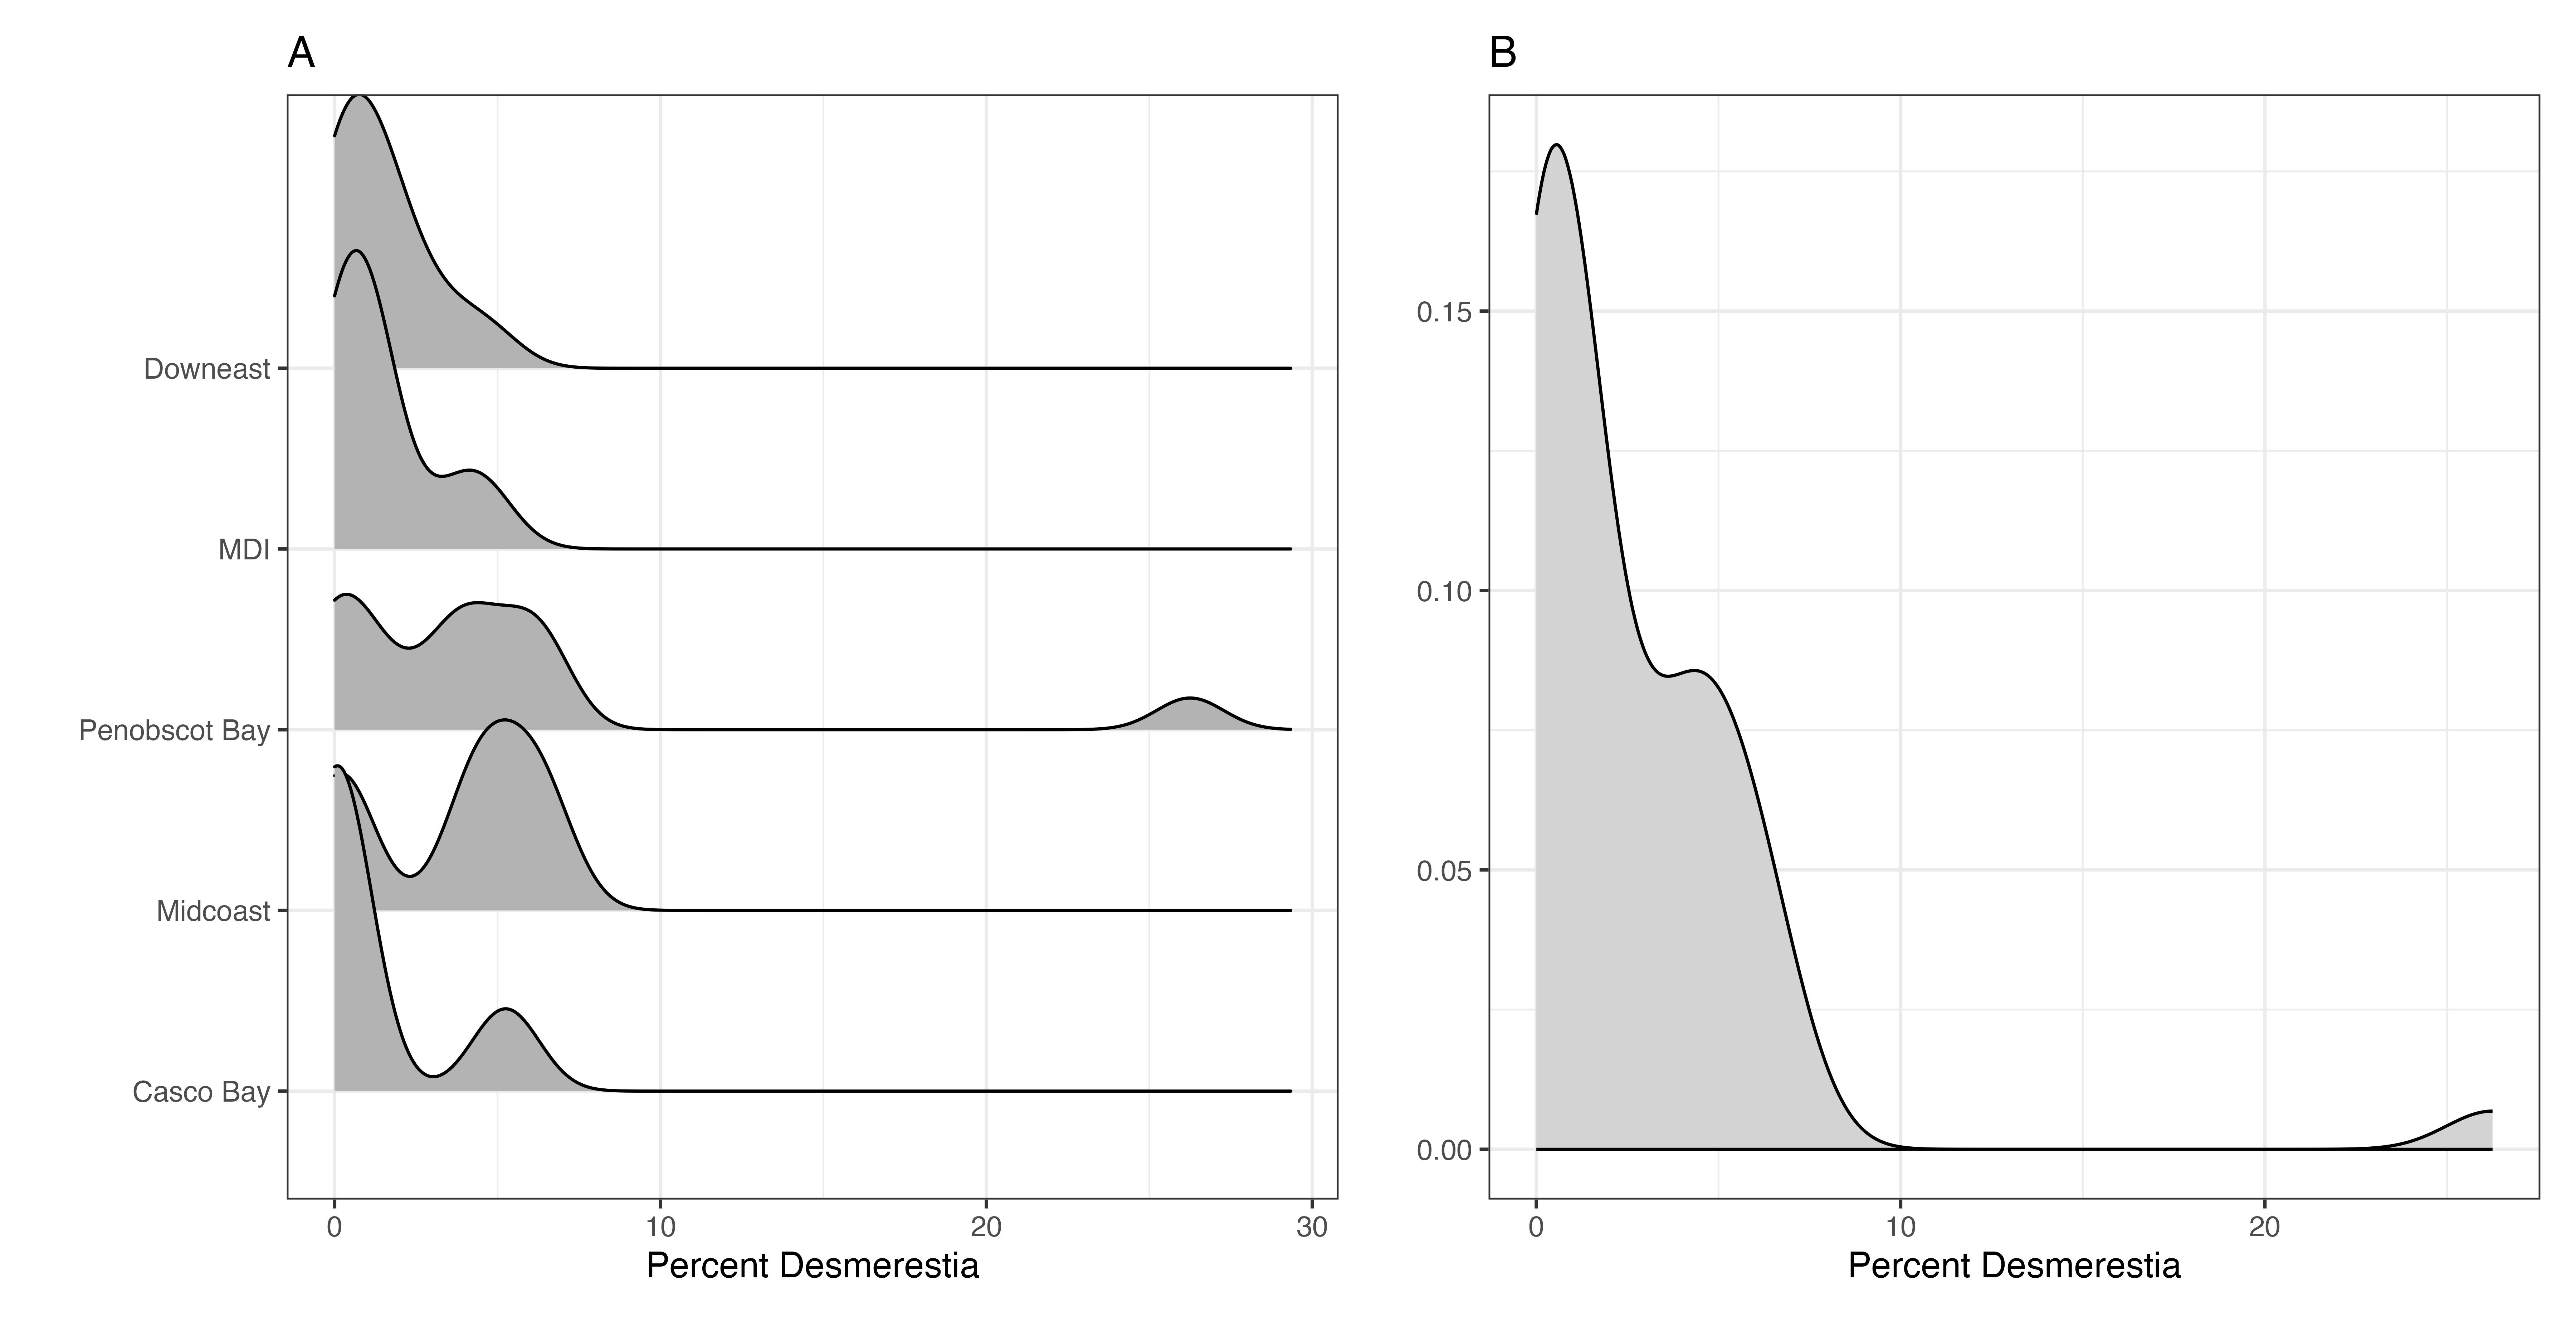 A
Downeast
MDI
Penobscot Bay
Midcoast
Casco Bay
0 10 20 30
Percent Desmerestia
B
0.15
0.10
0.05
0.00
0 10 20
Percent Desmerestia